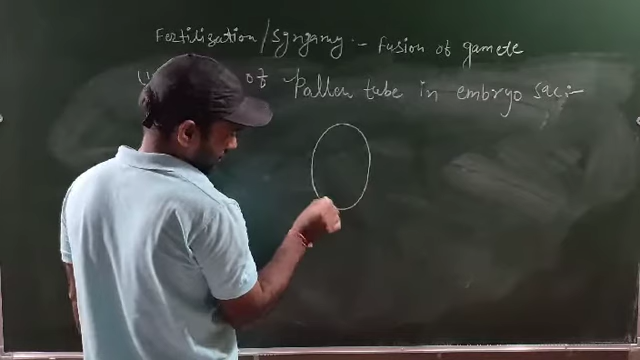 Fertilization/Syngamy :- Fusion of gamete
of Pollen tube in embryo sac :-